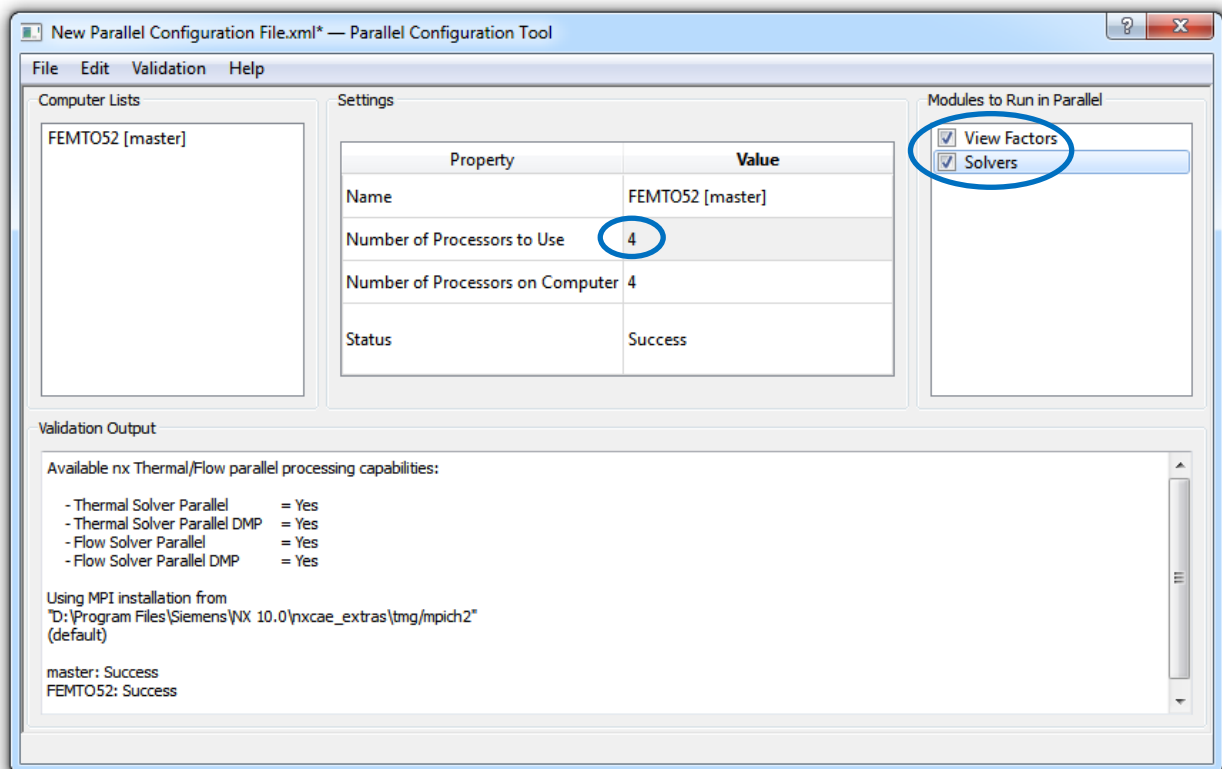 New Parallel Configuration File.xml* — Parallel Configuration Tool
File Edit Validation Help
Computer Lists
FEMTO52 [master]
Settings
Property Value
Name FEMTO52 [master]
Number of Processors to Use 4
Number of Processors on Computer 4
Status Success
Modules to Run in Parallel
View Factors
Solvers
Validation Output
Available nx Thermal/Flow parallel processing capabilities:
- Thermal Solver Parallel = Yes
- Thermal Solver Parallel DMP = Yes
- Flow Solver Parallel = Yes
- Flow Solver Parallel DMP = Yes
Using MPI installation from
"D:\Program Files\Siemens\NX 10.0\nxcae_extras\tmg/mpich2"
(default)
master: Success
FEMTO52: Success